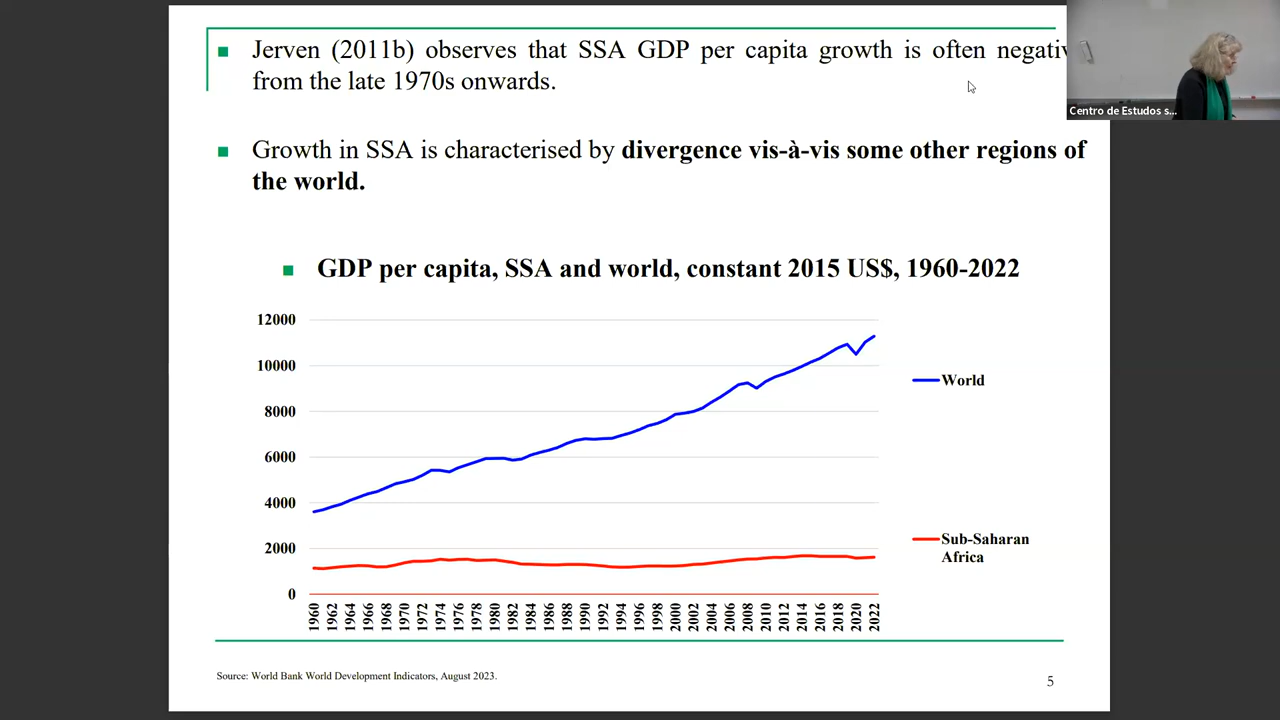 Jerven (2011b) observes that SSA GDP per capita growth is often
from the late 1970s onwards.
Centro de Estudos s...
Growth in SSA is characterised by divergence vis-à-vis some other regions of
the world.
GDP per capita, SSA and world, constant 2015 US$, 1960-2022
12000
10000
8000
6000
4000
2000
0
World
Sub-Saharan
Africa
1960 1962 1964 1966 1968 1970 1972 1974 1976 1978 1980 1982 1984 1986 1988 1990 1992 1994 1996 1998 2000 2002 2004 2006 2008 2010 2012 2014 2016 2018 2020 2022
Source: World Bank World Development Indicators, August 2023.
5